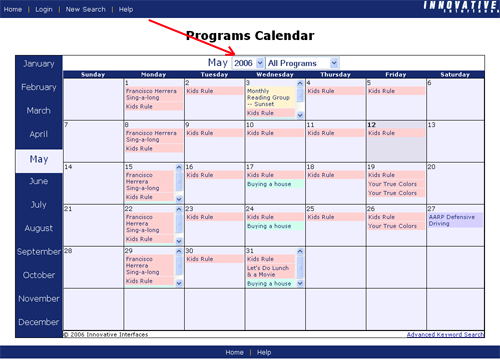 Home | Login | New Search | Help
INNOVATIVE
interfaces
Programs Calendar
May 2006 All Programs
January
February
March
April
May
June
July
August
September
October
November
December
Sunday Monday Tuesday Wednesday Thursday Friday Saturday
1
Francisco Herrera
Sing-a-long
Kids Rule
2
Kids Rule
3
Monthly
Reading Group
-- Sunset
Kids Rule
4
Kids Rule
5
Kids Rule
6
7
8
Francisco Herrera
Sing-a-long
Kids Rule
9
Kids Rule
10
Kids Rule
11
Kids Rule
12
Kids Rule
13
14
15
Francisco
Herrera
Sing-a-long
Kids Rule
16
Kids Rule
17
Kids Rule
Buying a house
18
Kids Rule
19
Kids Rule
Your True Colors
20
21
22
Francisco
Herrera
Sing-a-long
Kids Rule
23
Kids Rule
24
Kids Rule
Buying a house
25
Kids Rule
26
Kids Rule
Your True Colors
27
AARP Defensive
Driving
28
29
Francisco
Herrera
Sing-a-long
Kids Rule
30
Kids Rule
31
Kids Rule
Let's Do Lunch
& a Movie
Buying a house
© 2006 Innovative Interfaces
Advanced Keyword Search
Home | Help